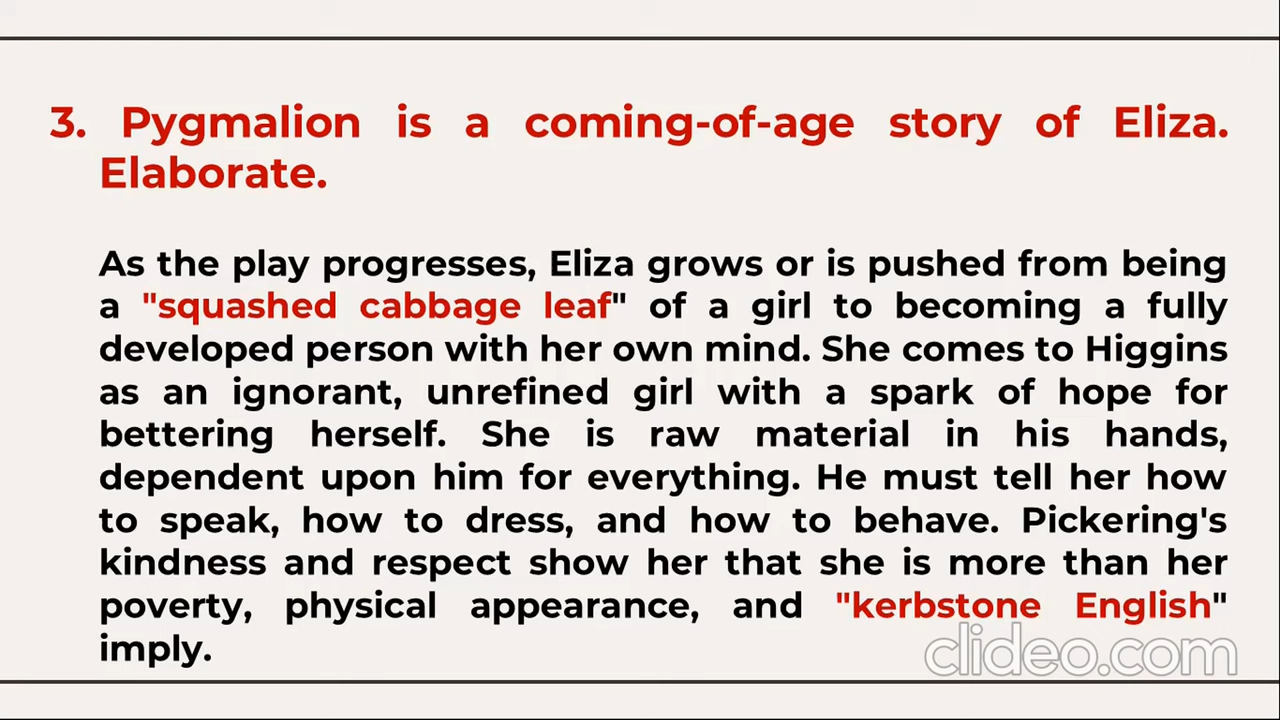 3. Pygmalion is a coming-of-age story of Eliza.
Elaborate.
As the play progresses, Eliza grows or is pushed from being
a "squashed cabbage leaf" of a girl to becoming a fully
developed person with her own mind. She comes to Higgins
as an ignorant, unrefined girl with a spark of hope for
bettering herself. She is raw material in his hands,
dependent upon him for everything. He must tell her how
to speak, how to dress, and how to behave. Pickering's
kindness and respect show her that she is more than her
poverty, physical appearance, and "kerbstone English"
imply.
clideo.com